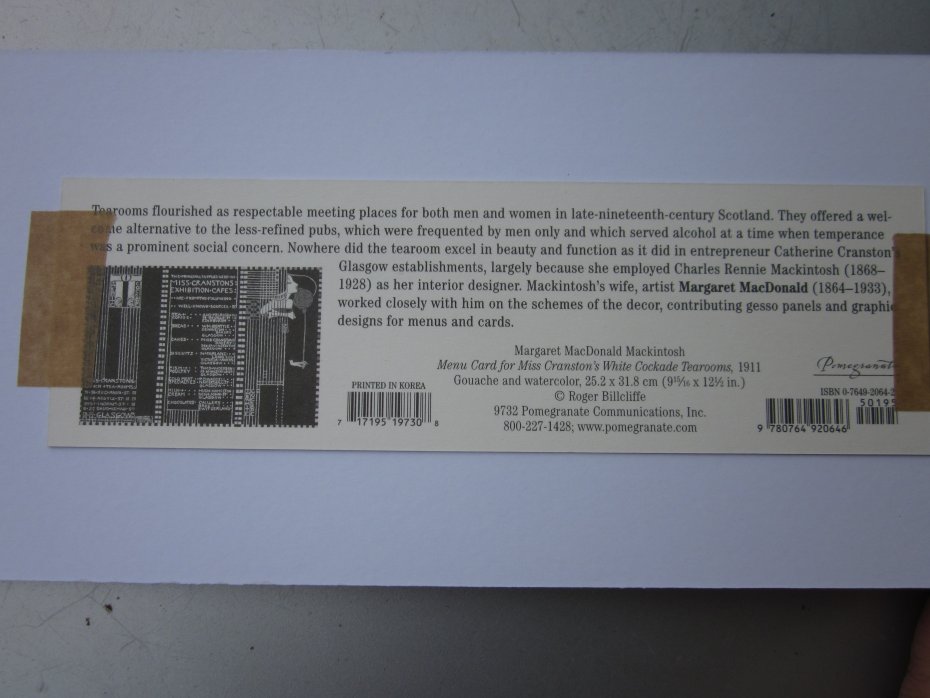 Tearooms flourished as respectable meeting places for both men and women in late-nineteenth-century Scotland. They offered a wel-
come alternative to the less-refined pubs, which were frequented by men only and which served alcohol at a time when temperance
was a prominent social concern. Nowhere did the tearoom excel in beauty and function as it did in entrepreneur Catherine Cranston's
Glasgow establishments, largely because she employed Charles Rennie Mackintosh (1868–
1928) as her interior designer. Mackintosh's wife, artist Margaret MacDonald (1864–1933),
worked closely with him on the schemes of the decor, contributing gesso panels and graphic
designs for menus and cards.
MISS·CRANSTON'S
EXHIBITION·CAFES:
GLASGOW
Margaret MacDonald Mackintosh
Menu Card for Miss Cranston's White Cockade Tearooms, 1911
Gouache and watercolor, 25.2 x 31.8 cm (9¹⁵⁄₁₆ x 12½ in.)
© Roger Billcliffe
9732 Pomegranate Communications, Inc.
800-227-1428; www.pomegranate.com
PRINTED IN KOREA
7 17195 19730 8
Pomegranate
ISBN 0-7649-2064-2
50195
9 780764 920646